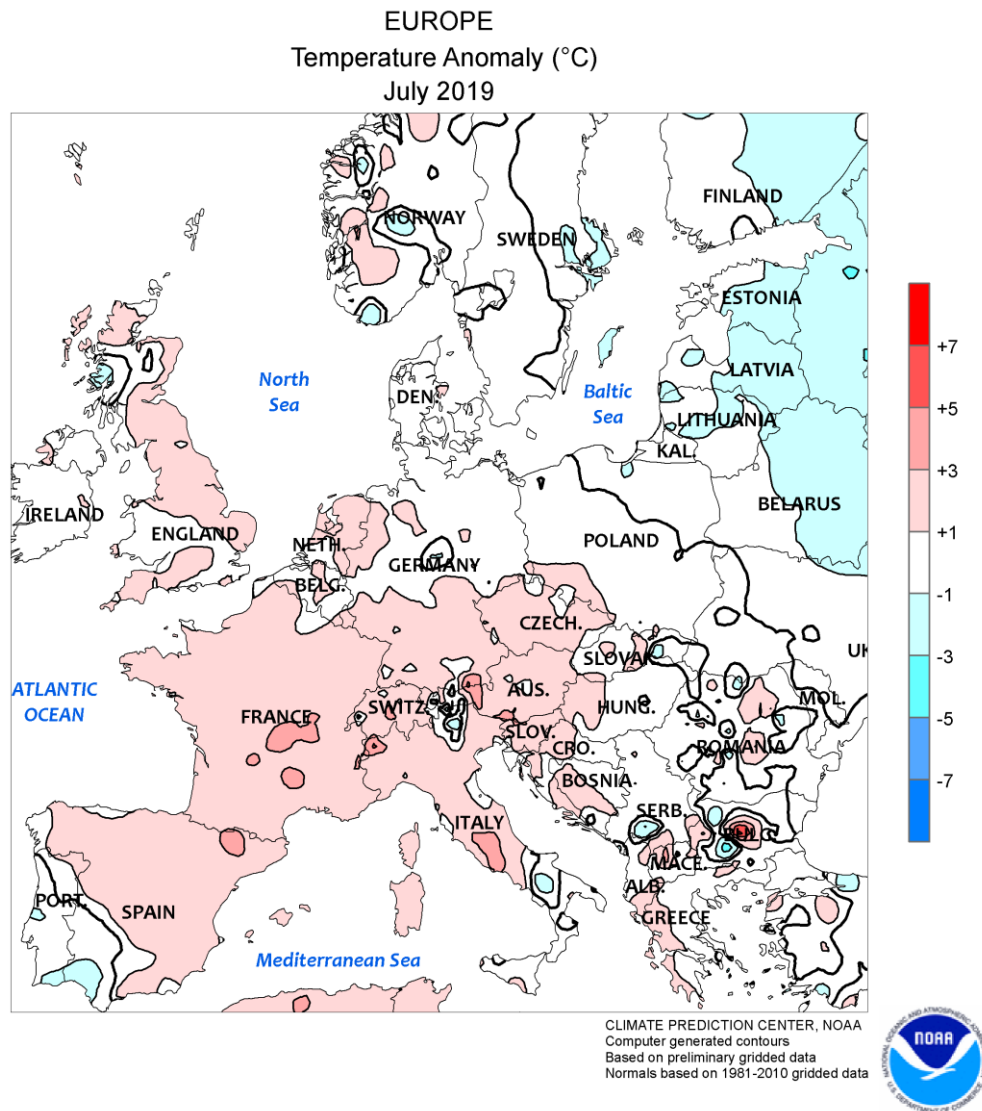 EUROPE
Temperature Anomaly (°C)
July 2019
FINLAND
NORWAY
SWEDEN
ESTONIA
North
Sea
LATVIA
DEN.
Baltic
Sea
LITHUANIA
KAL.
IRELAND
ENGLAND
BELARUS
NETH.
POLAND
GERMANY
BELG.
CZECH.
SLOVAK.
UK
ATLANTIC
OCEAN
AUS.
MOL.
FRANCE
SWITZ.
HUNG.
SLOV.
CRO.
ROMANIA
BOSNIA
SERB.
ITALY
BULG.
MACE.
PORT.
SPAIN
ALB.
GREECE
Mediterranean Sea
+7
+5
+3
+1
-1
-3
-5
-7
CLIMATE PREDICTION CENTER, NOAA
Computer generated contours
Based on preliminary gridded data
Normals based on 1981-2010 gridded data
NOAA